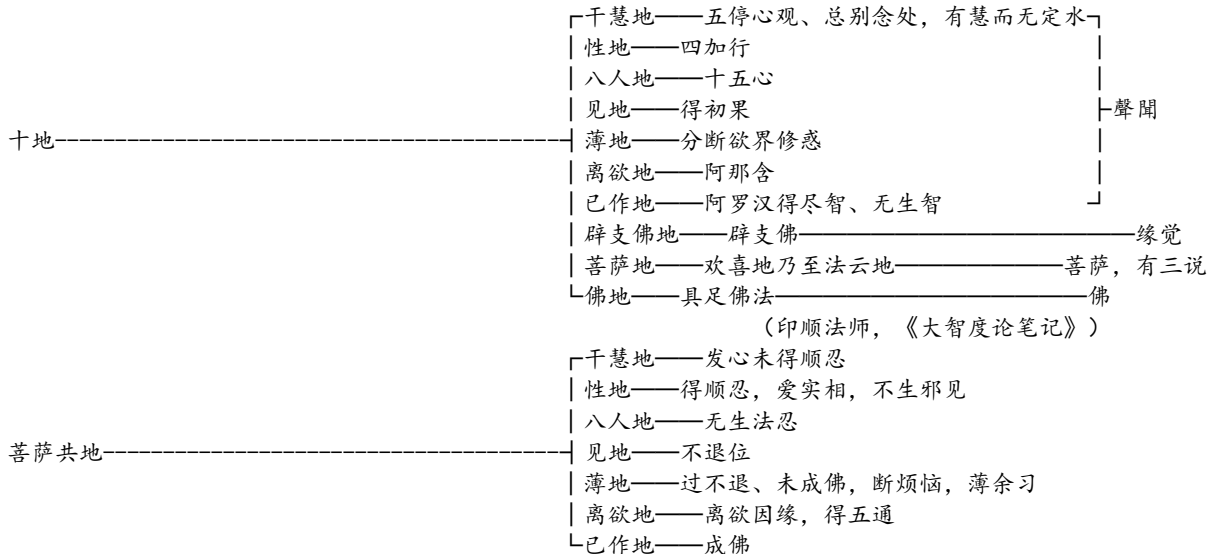 干慧地——五停心观、总别念处，有慧而无定水
性地——四加行
八人地——十五心
见地——得初果
聲聞
十地
薄地——分断欲界修惑
离欲地——阿那含
已作地——阿罗汉得尽智、无生智
辟支佛地——辟支佛——缘觉
菩萨地——欢喜地乃至法云地——菩萨，有三说
佛地——具足佛法——佛
（印顺法师，《大智度论笔记》）
干慧地——发心未得顺忍
性地——得顺忍，爱实相，不生邪见
八人地——无生法忍
菩萨共地
见地——不退位
薄地——过不退、未成佛，断烦恼，薄余习
离欲地——离欲因缘，得五通
已作地——成佛